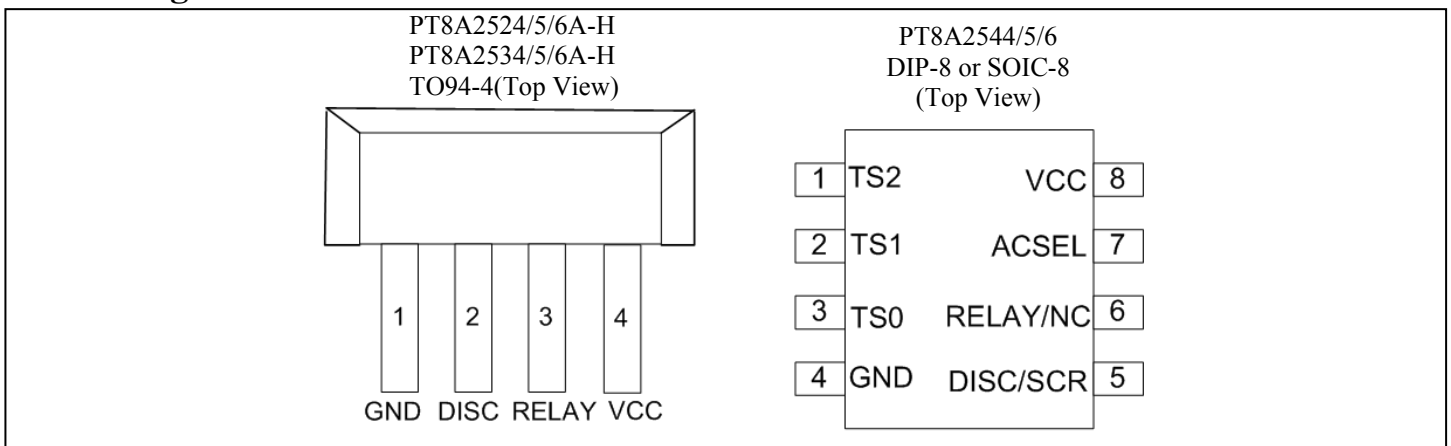 PT8A2524/5/6A-H
PT8A2534/5/6A-H
TO94-4(Top View)
1 2 3 4
GND DISC RELAY VCC
PT8A2544/5/6
DIP-8 or SOIC-8
(Top View)
1 TS2 VCC 8
2 TS1 ACSEL 7
3 TS0 RELAY/NC 6
4 GND DISC/SCR 5